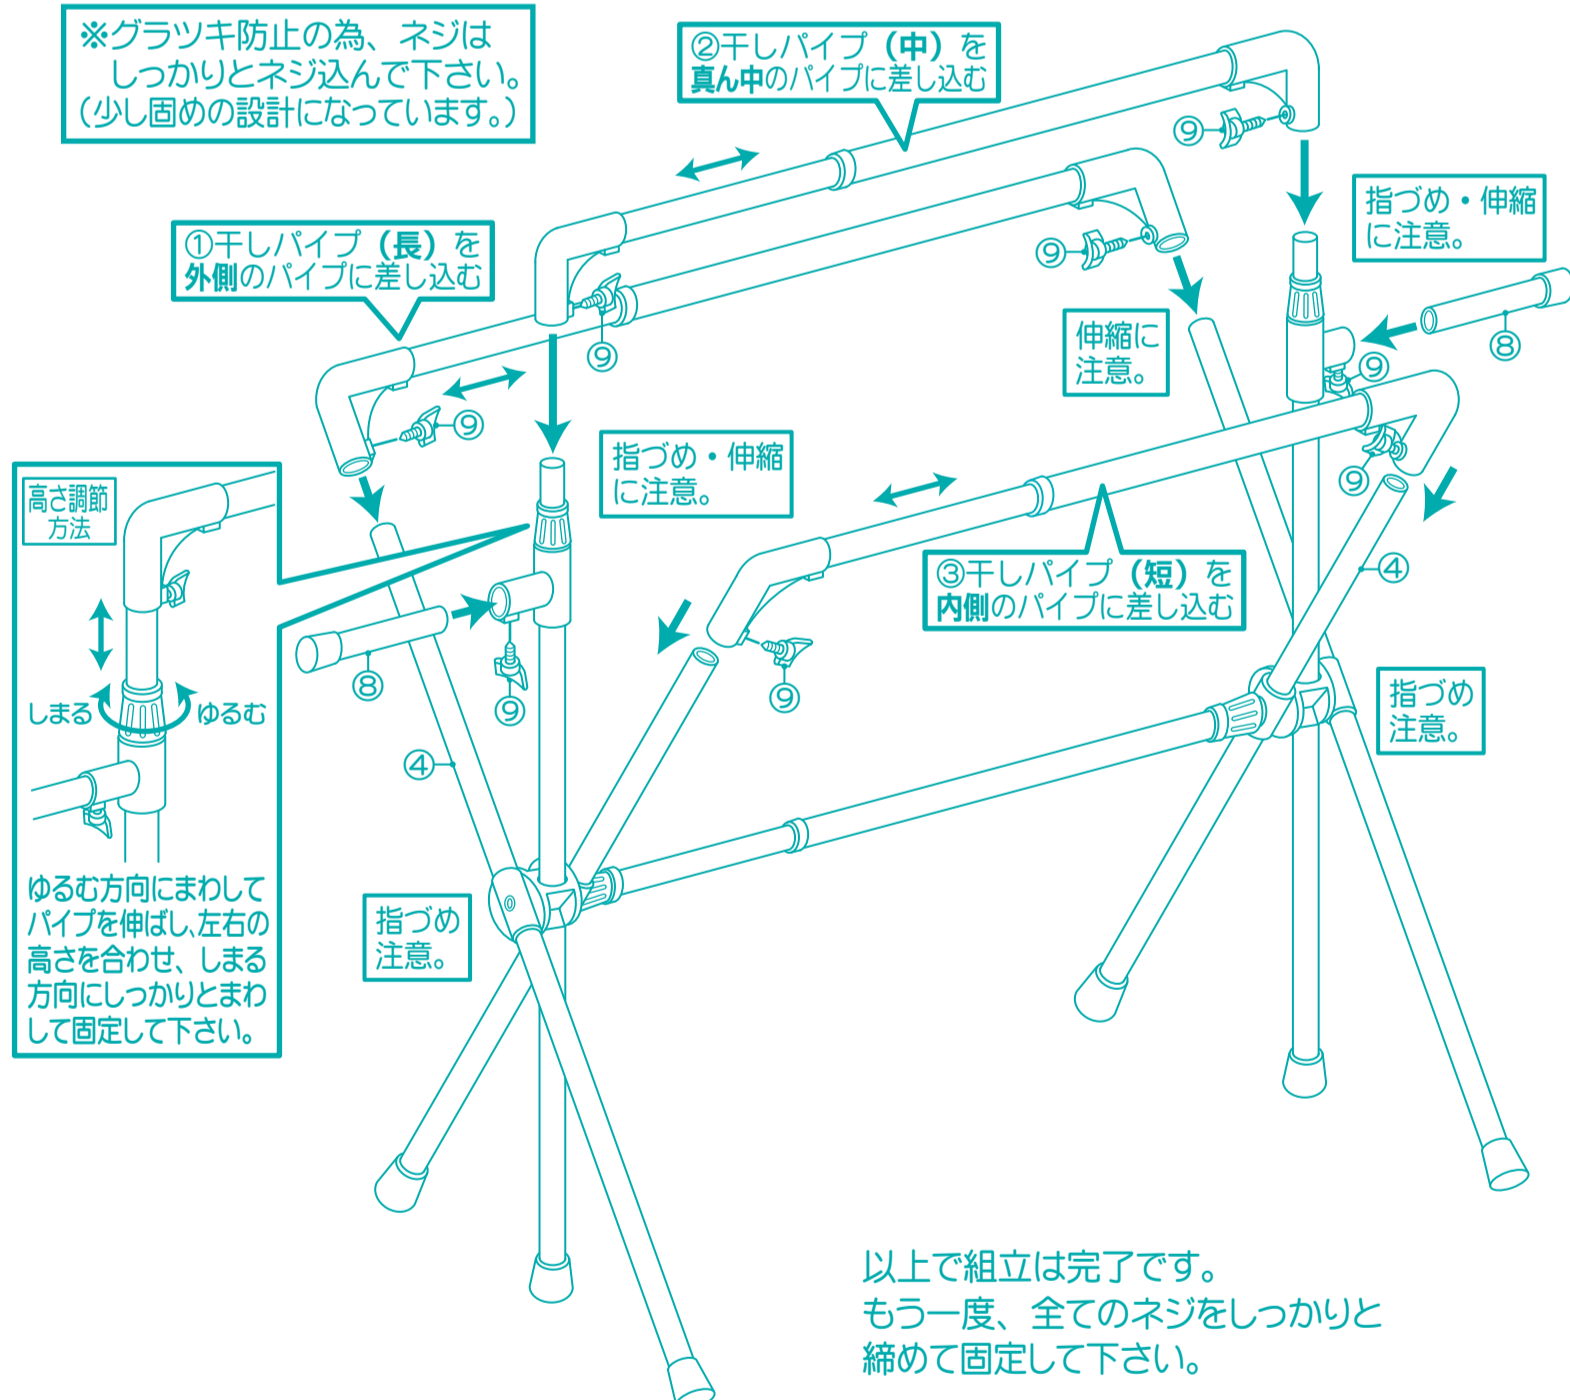 ※グラツキ防止の為、ネジは
しっかりとネジ込んで下さい。
(少し固めの設計になっています。)
②干しパイプ(中)を
真ん中のパイプに差し込む
⑨
指づめ・伸縮
に注意。
①干しパイプ(長)を
外側のパイプに差し込む
⑨
⑨
伸縮に
注意。
⑧
⑨
⑨
指づめ・伸縮
に注意。
⑨
高さ調節
方法
③干しパイプ(短)を
内側のパイプに差し込む
④
⑧
⑨
⑨
しまる
ゆるむ
指づめ
注意。
④
ゆるむ方向にまわして
パイプを伸ばし、左右の
高さを合わせ、しまる
方向にしっかりとまわ
して固定して下さい。
指づめ
注意。
以上で組立は完了です。
もう一度、全てのネジをしっかりと
締めて固定して下さい。